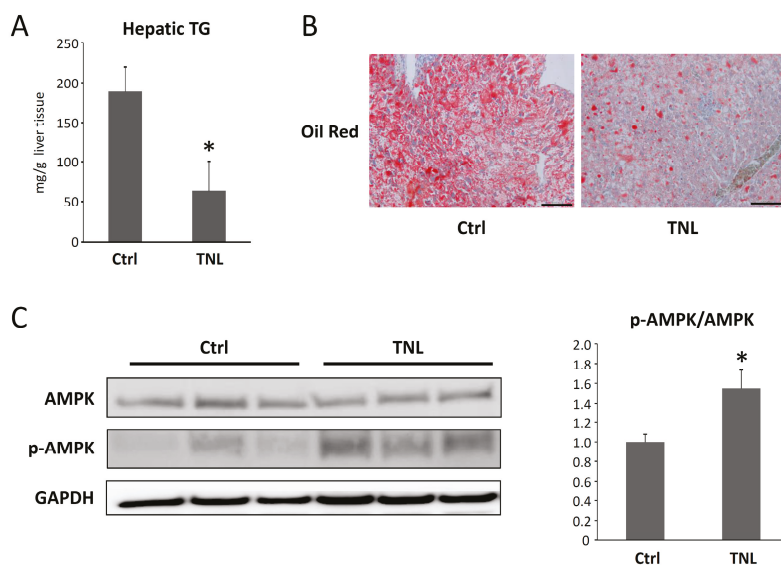 A
Hepatic TG
mg/g liver tissue
250
200
150
100
50
0
*
Ctrl
TNL
B
Oil Red
Ctrl
TNL
C
Ctrl
TNL
AMPK
p-AMPK
GAPDH
p-AMPK/AMPK
2.0
1.8
1.6
1.4
1.2
1.0
0.8
0.6
0.4
0.2
0
*
Ctrl
TNL